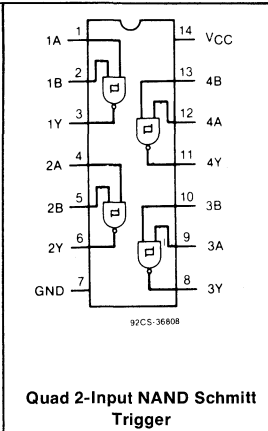 1A 1 14 VCC
1B 2 13 4B
1Y 3 12 4A
2A 4 11 4Y
2B 5 10 3B
2Y 6 9 3A
GND 7 8 3Y
92CS-36808
Quad 2-Input NAND Schmitt
Trigger